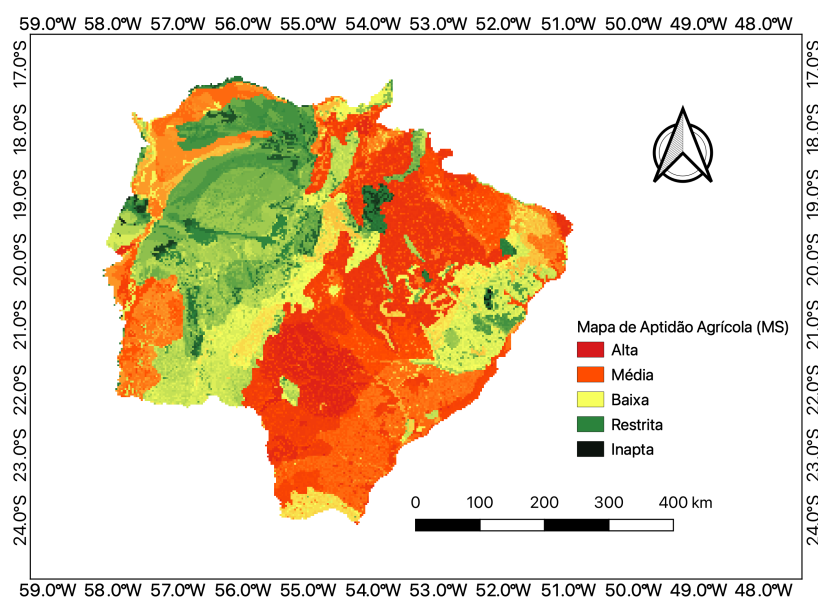 59.0°W 58.0°W 57.0°W 56.0°W 55.0°W 54.0°W 53.0°W 52.0°W 51.0°W 50.0°W 49.0°W 48.0°W
17.0°S 18.0°S 19.0°S 20.0°S 21.0°S 22.0°S 23.0°S 24.0°S
Mapa de Aptidão Agrícola (MS)
Alta
Média
Baixa
Restrita
Inapta
0 100 200 300 400 km
17.0°S 18.0°S 19.0°S 20.0°S 21.0°S 22.0°S 23.0°S 24.0°S
59.0°W 58.0°W 57.0°W 56.0°W 55.0°W 54.0°W 53.0°W 52.0°W 51.0°W 50.0°W 49.0°W 48.0°W